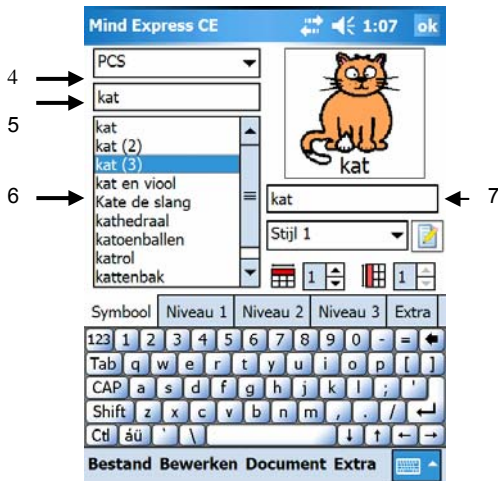 Mind Express CE 1:07 ok
4 PCS
kat
5
kat
kat (2)
kat (3)
kat en viool
6 Kate de slang
kathedraal
katoenballen
katrol
kattenbak
kat
kat 7
Stijl 1
1 1
Symbool Niveau 1 Niveau 2 Niveau 3 Extra
123 1 2 3 4 5 6 7 8 9 0 - =
Tab q w e r t y u i o p [ ]
CAP a s d f g h j k l ; '
Shift z x c v b n m , . /
Ctl áü ` \
Bestand Bewerken Document Extra